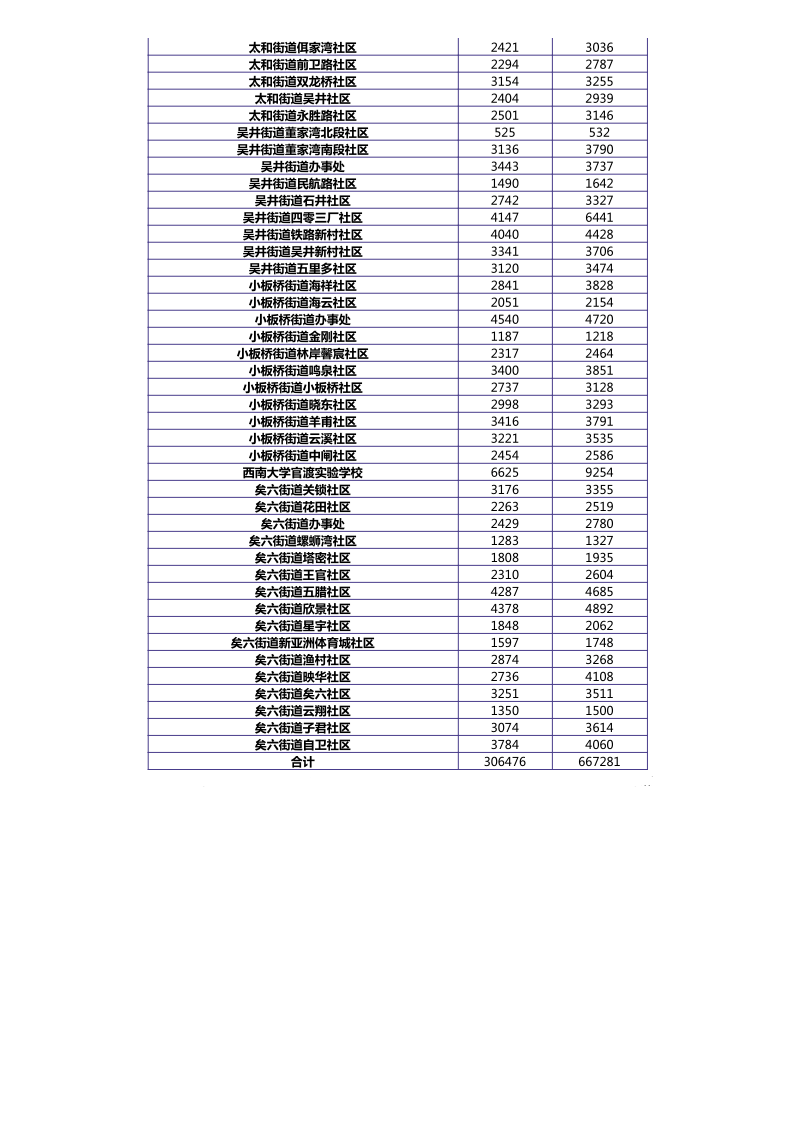 太和街道佴家湾社区 2421 3036
太和街道前卫路社区 2294 2787
太和街道双龙桥社区 3154 3255
太和街道吴井社区 2404 2939
太和街道永胜路社区 2501 3146
吴井街道董家湾北段社区 525 532
吴井街道董家湾南段社区 3136 3790
吴井街道办事处 3443 3737
吴井街道民航路社区 1490 1642
吴井街道石井社区 2742 3327
吴井街道四零三厂社区 4147 6441
吴井街道铁路新村社区 4040 4428
吴井街道吴井新村社区 3341 3706
吴井街道五里多社区 3120 3474
小板桥街道海祥社区 2841 3828
小板桥街道海云社区 2051 2154
小板桥街道办事处 4540 4720
小板桥街道金刚社区 1187 1218
小板桥街道林岸馨宸社区 2317 2464
小板桥街道鸣泉社区 3400 3851
小板桥街道小板桥社区 2737 3128
小板桥街道晓东社区 2998 3293
小板桥街道羊甫社区 3416 3791
小板桥街道云溪社区 3221 3535
小板桥街道中闸社区 2454 2586
西南大学官渡实验学校 6625 9254
矣六街道关锁社区 3176 3355
矣六街道花田社区 2263 2519
矣六街道办事处 2429 2780
矣六街道螺蛳湾社区 1283 1327
矣六街道塔密社区 1808 1935
矣六街道王官社区 2310 2604
矣六街道五腊社区 4287 4685
矣六街道欣景社区 4378 4892
矣六街道星宇社区 1848 2062
矣六街道新亚洲体育城社区 1597 1748
矣六街道渔村社区 2874 3268
矣六街道映华社区 2736 4108
矣六街道矣六社区 3251 3511
矣六街道云翔社区 1350 1500
矣六街道子君社区 3074 3614
矣六街道自卫社区 3784 4060
合计 306476 667281